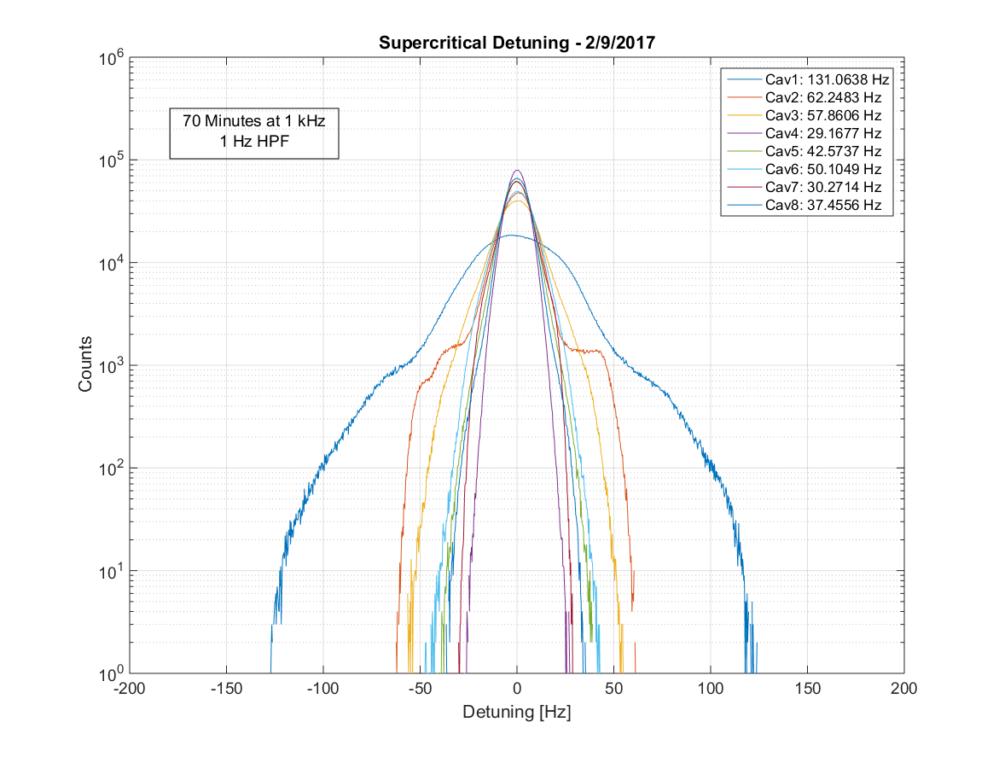 Supercritical Detuning - 2/9/2017
10^6
10^5
10^4
10^3
10^2
10^1
10^0
Counts
70 Minutes at 1 kHz
1 Hz HPF
Cav1: 131.0638 Hz
Cav2: 62.2483 Hz
Cav3: 57.8606 Hz
Cav4: 29.1677 Hz
Cav5: 42.5737 Hz
Cav6: 50.1049 Hz
Cav7: 30.2714 Hz
Cav8: 37.4556 Hz
-200 -150 -100 -50 0 50 100 150 200
Detuning [Hz]